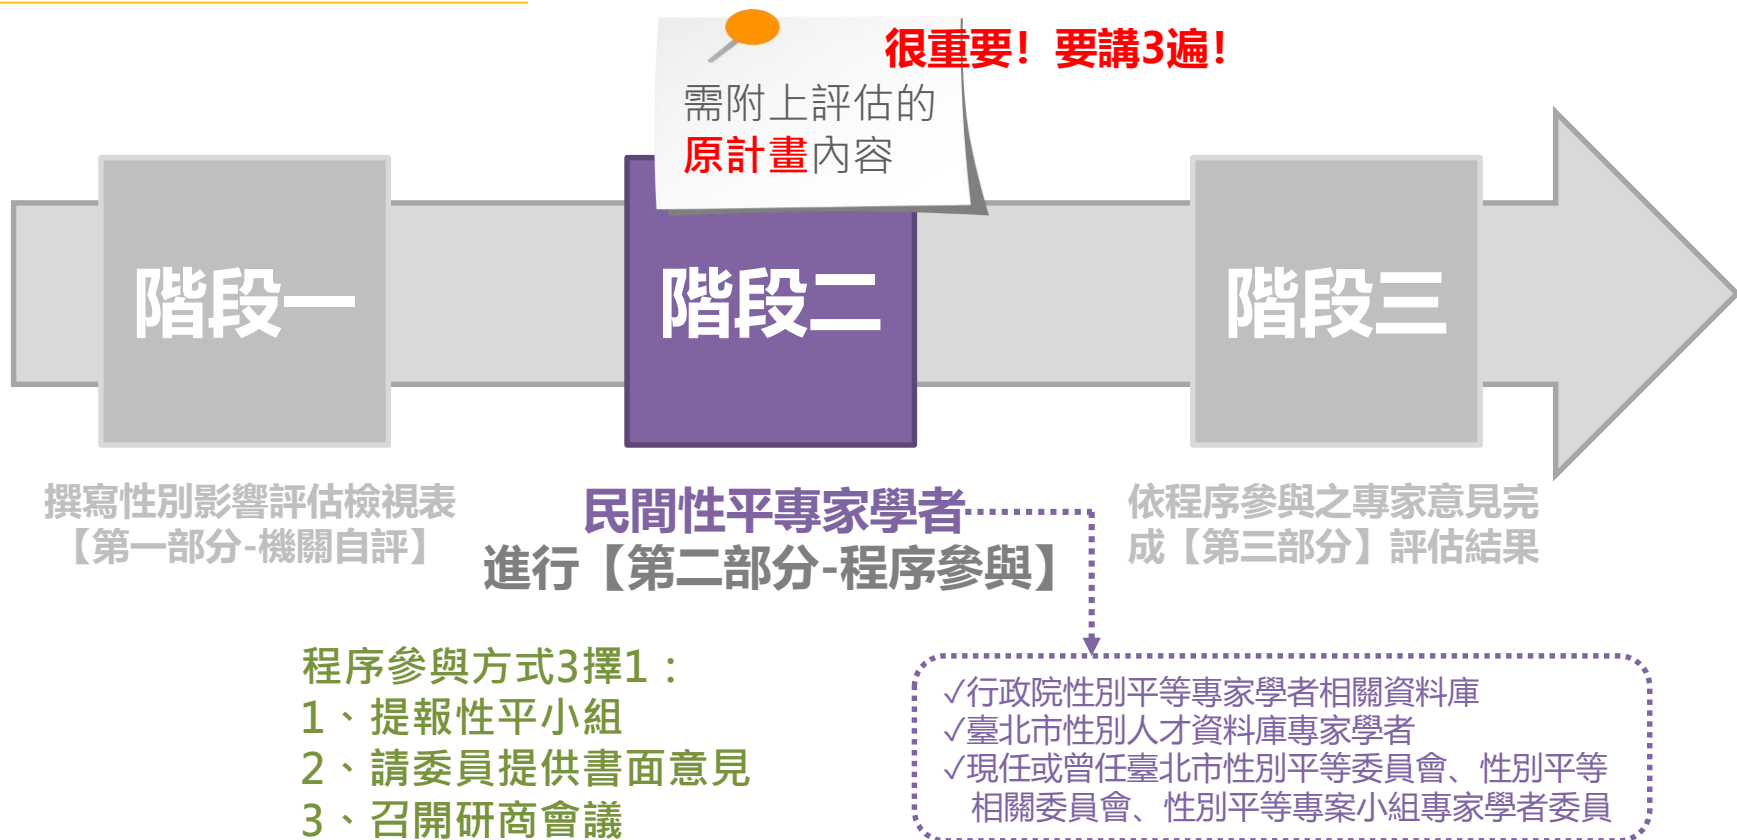 很重要！要講3遍！
需附上評估的
原計畫內容
階段一
階段二
階段三
撰寫性別影響評估檢視表
【第一部分-機關自評】
民間性平專家學者
進行【第二部分-程序參與】
依程序參與之專家意見完
成【第三部分】評估結果
程序參與方式3擇1：
1、提報性平小組
2、請委員提供書面意見
3、召開研商會議
✓行政院性別平等專家學者相關資料庫
✓臺北市性別人才資料庫專家學者
✓現任或曾任臺北市性別平等委員會、性別平等
相關委員會、性別平等專案小組專家學者委員